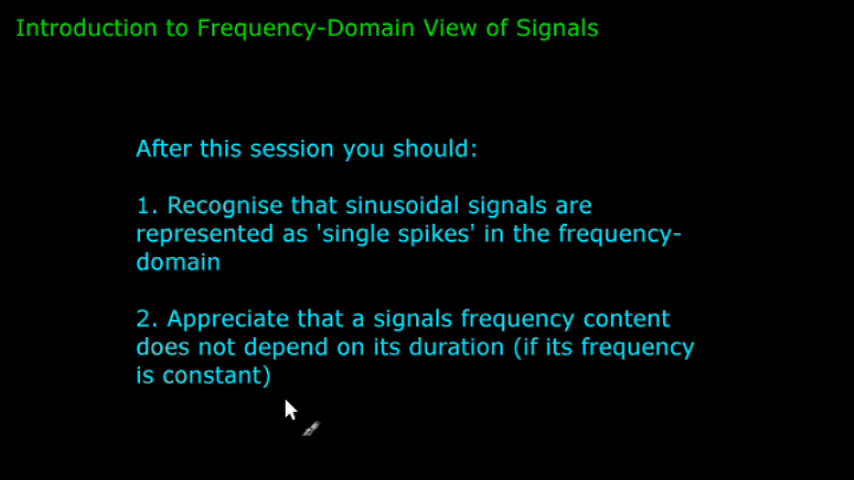 Introduction to Frequency-Domain View of Signals
After this session you should:
1. Recognise that sinusoidal signals are
represented as 'single spikes' in the frequency-
domain
2. Appreciate that a signals frequency content
does not depend on its duration (if its frequency
is constant)